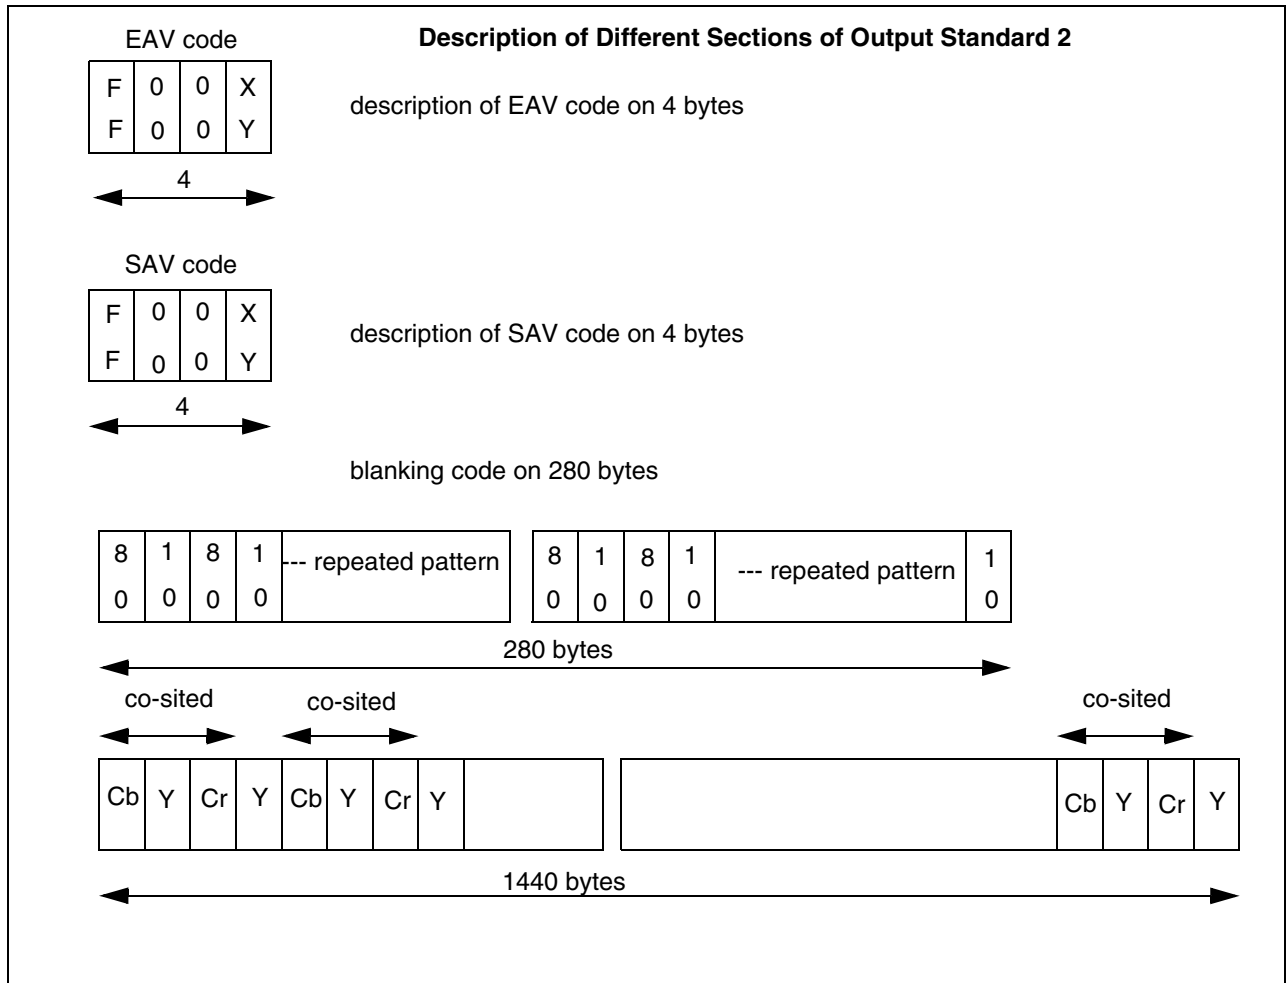 EAV code
Description of Different Sections of Output Standard 2
F 0 0 X
F 0 0 Y
description of EAV code on 4 bytes
4
SAV code
F 0 0 X
F 0 0 Y
description of SAV code on 4 bytes
4
blanking code on 280 bytes
8 1 8 1 --- repeated pattern 8 1 8 1 --- repeated pattern 1
0 0 0 0 0 0 0 0 0
280 bytes
co-sited co-sited co-sited
Cb Y Cr Y Cb Y Cr Y Cb Y Cr Y
1440 bytes